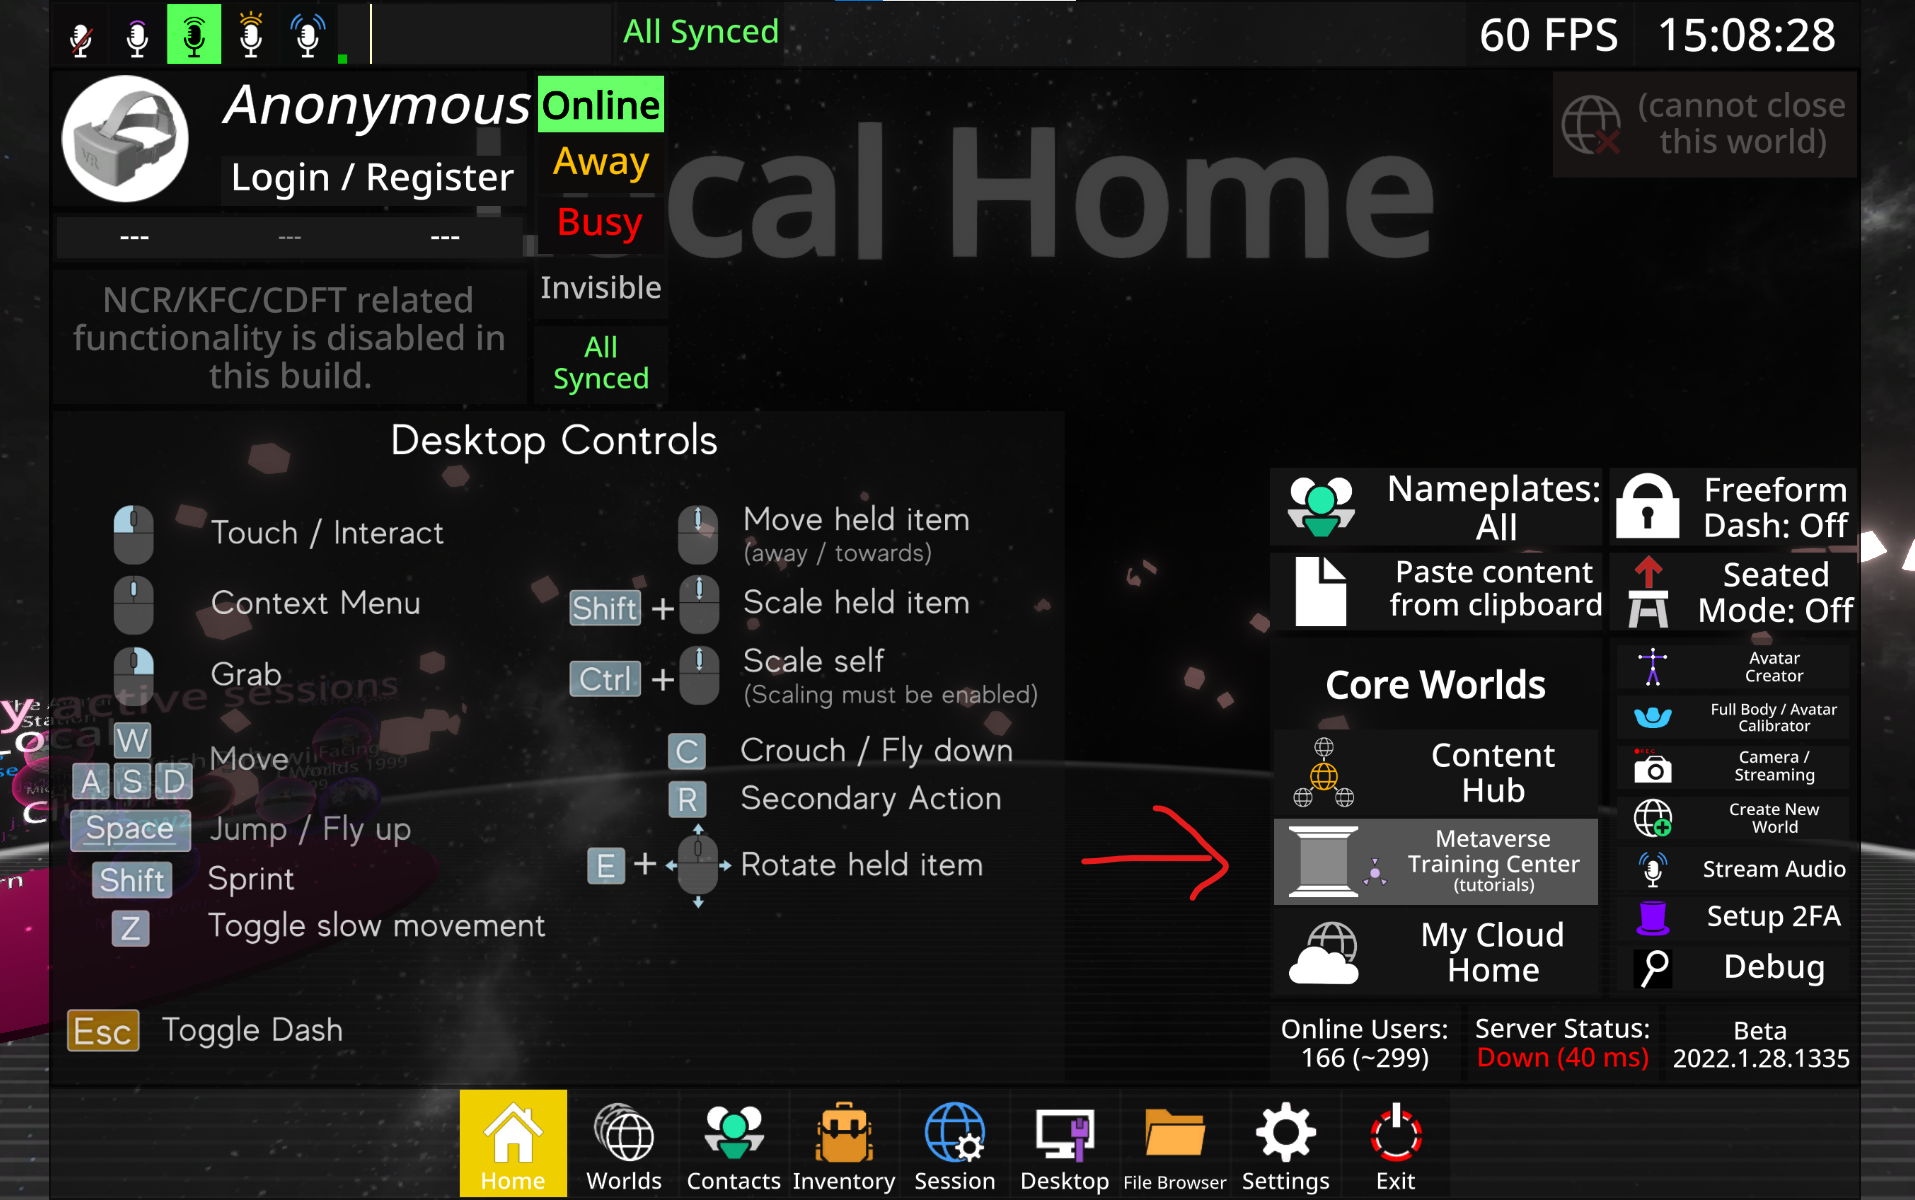 All Synced
60 FPS
15:08:28
Anonymous
Login / Register
Online
Away
Busy
Invisible
All
Synced
cal Home
(cannot close
this world)
---
---
---
NCR/KFC/CDFT related
functionality is disabled in
this build.
Desktop Controls
Touch / Interact
Context Menu
Grab
W
A S D
Move
Space
Jump / Fly up
Shift
Sprint
Z
Toggle slow movement
Esc
Toggle Dash
Move held item
(away / towards)
Shift +
Scale held item
Ctrl +
Scale self
(Scaling must be enabled)
C
Crouch / Fly down
R
Secondary Action
E +
Rotate held item
active sessions
Nameplates:
All
Freeform
Dash: Off
Paste content
from clipboard
Seated
Mode: Off
Core Worlds
Content
Hub
Metaverse
Training Center
(tutorials)
My Cloud
Home
Avatar
Creator
Full Body / Avatar
Calibrator
REC
Camera /
Streaming
Create New
World
Stream Audio
Setup 2FA
Debug
Online Users:
166 (~299)
Server Status:
Down (40 ms)
Beta
2022.1.28.1335
Home
Worlds
Contacts
Inventory
Session
Desktop
File Browser
Settings
Exit